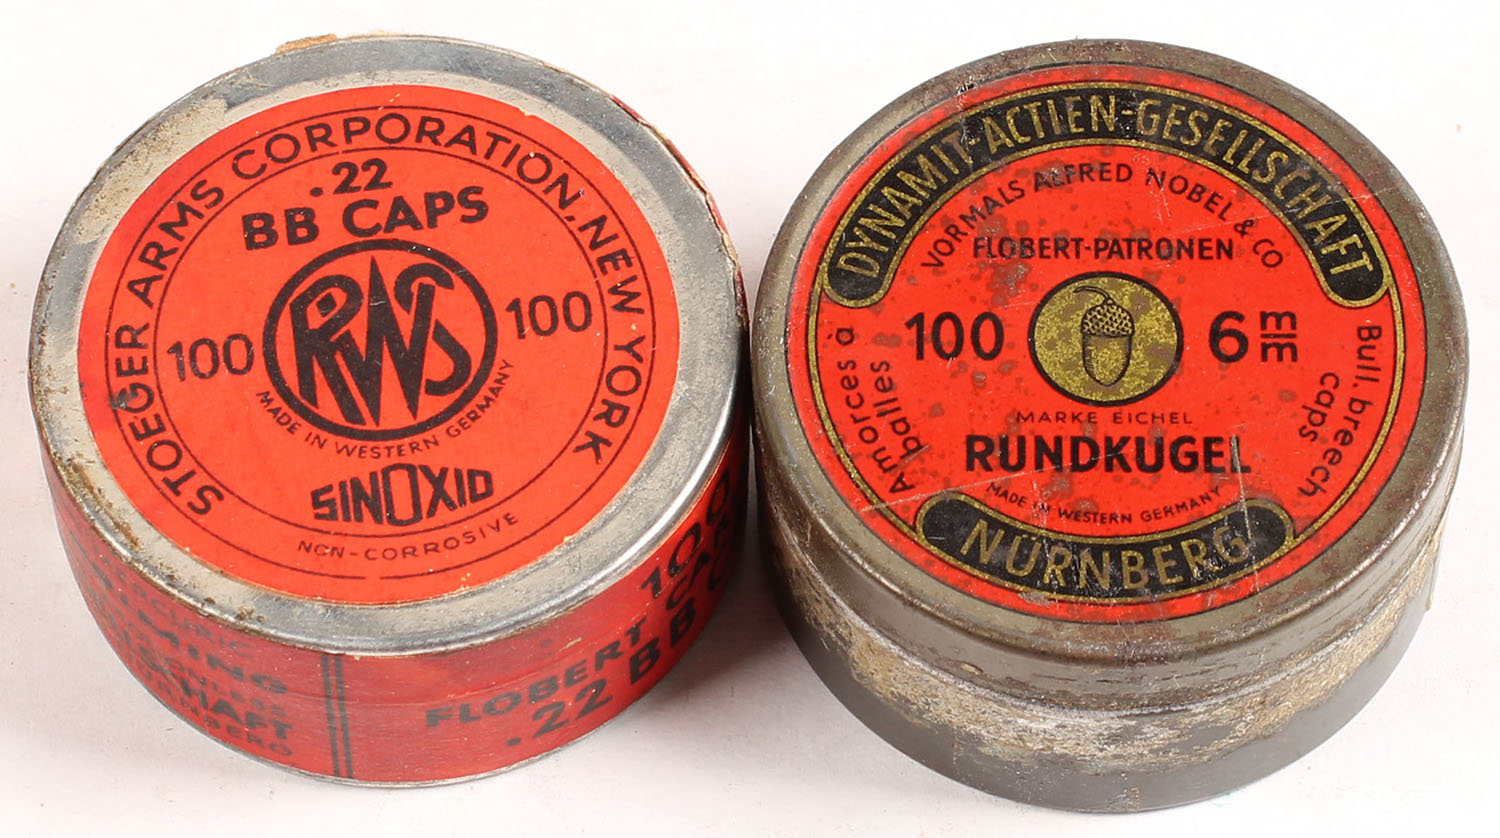 STOEGER ARMS CORPORATION, NEW YORK
.22
BB CAPS
100 RWS 100
MADE IN WESTERN GERMANY
SINOXID
NON-CORROSIVE
100
FLOBERT
.22 BB
DYNAMIT-ACTIEN-GESELLSCHAFT
VORMALS ALFRED NOBEL & CO
FLOBERT-PATRONEN
Amorces à
balles
100 6 mm
Bull. breech
caps
MARKE EICHEL
RUNDKUGEL
MADE IN WESTERN GERMANY
NÜRNBERG